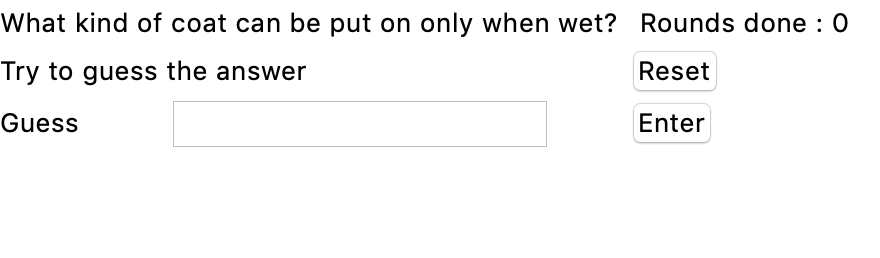 What kind of coat can be put on only when wet? Rounds done : 0
Try to guess the answer Reset
Guess Enter